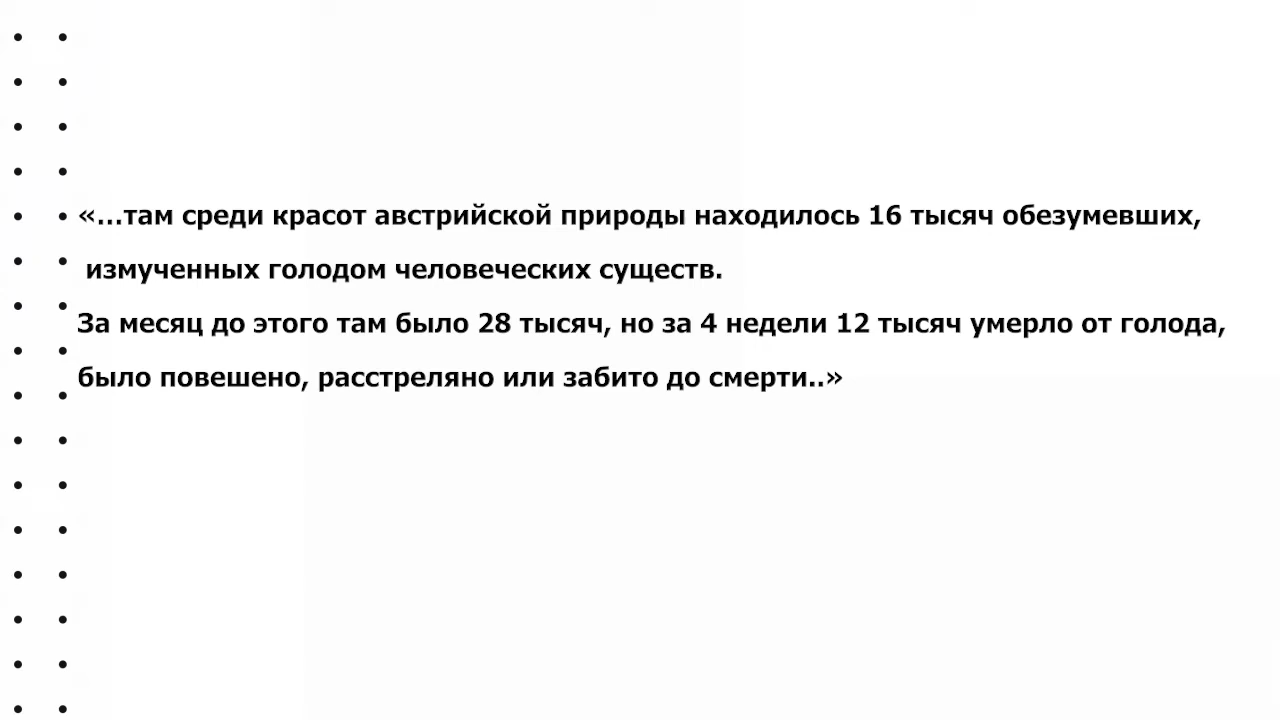 «...там среди красот австрийской природы находилось 16 тысяч обезумевших,
измученных голодом человеческих существ.
За месяц до этого там было 28 тысяч, но за 4 недели 12 тысяч умерло от голода,
было повешено, расстреляно или забито до смерти..»